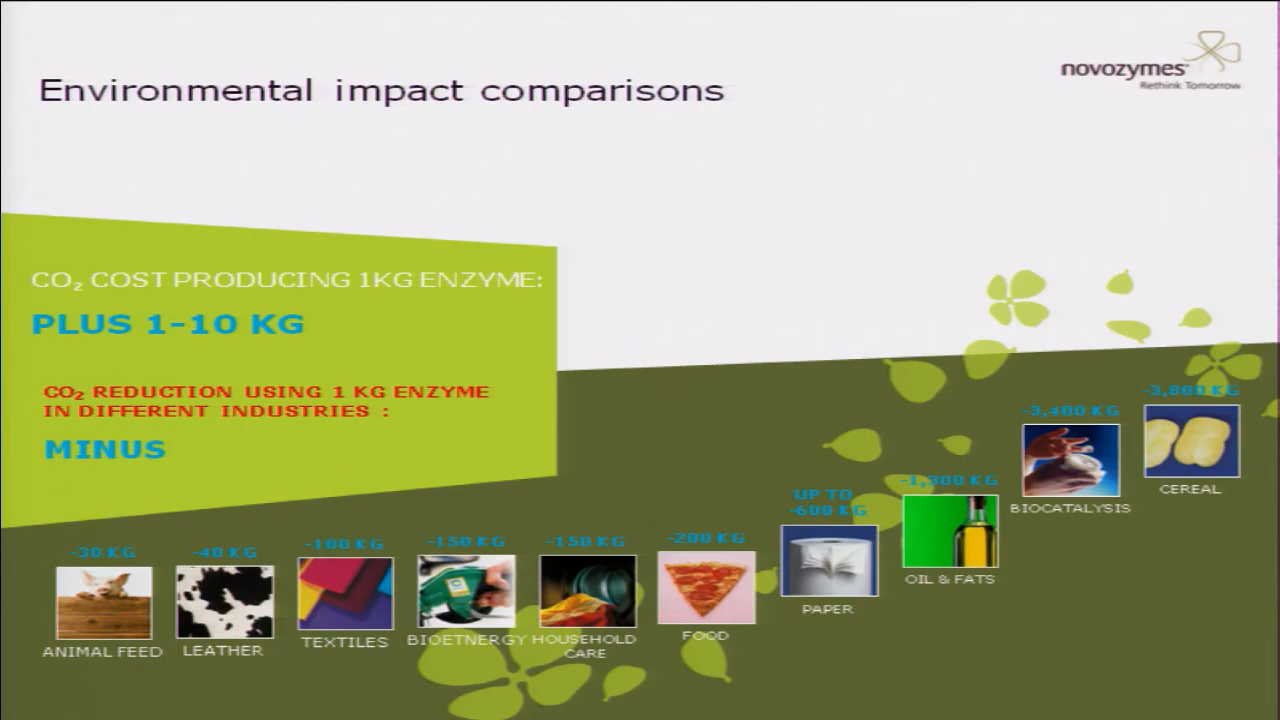 Environmental impact comparisons
novozymes
Rethink Tomorrow
CO₂ COST PRODUCING 1KG ENZYME:
PLUS 1-10 KG
CO₂ REDUCTION USING 1 KG ENZYME
IN DIFFERENT INDUSTRIES :
MINUS
-30 KG
ANIMAL FEED
-40 KG
LEATHER
-100 KG
TEXTILES
-150 KG
BIOETNERGY
-150 KG
HOUSEHOLD
CARE
-200 KG
FOOD
UP TO
-600 KG
PAPER
-1,300 KG
OIL & FATS
-3,400 KG
BIOCATALYSIS
-3,800 KG
CEREAL